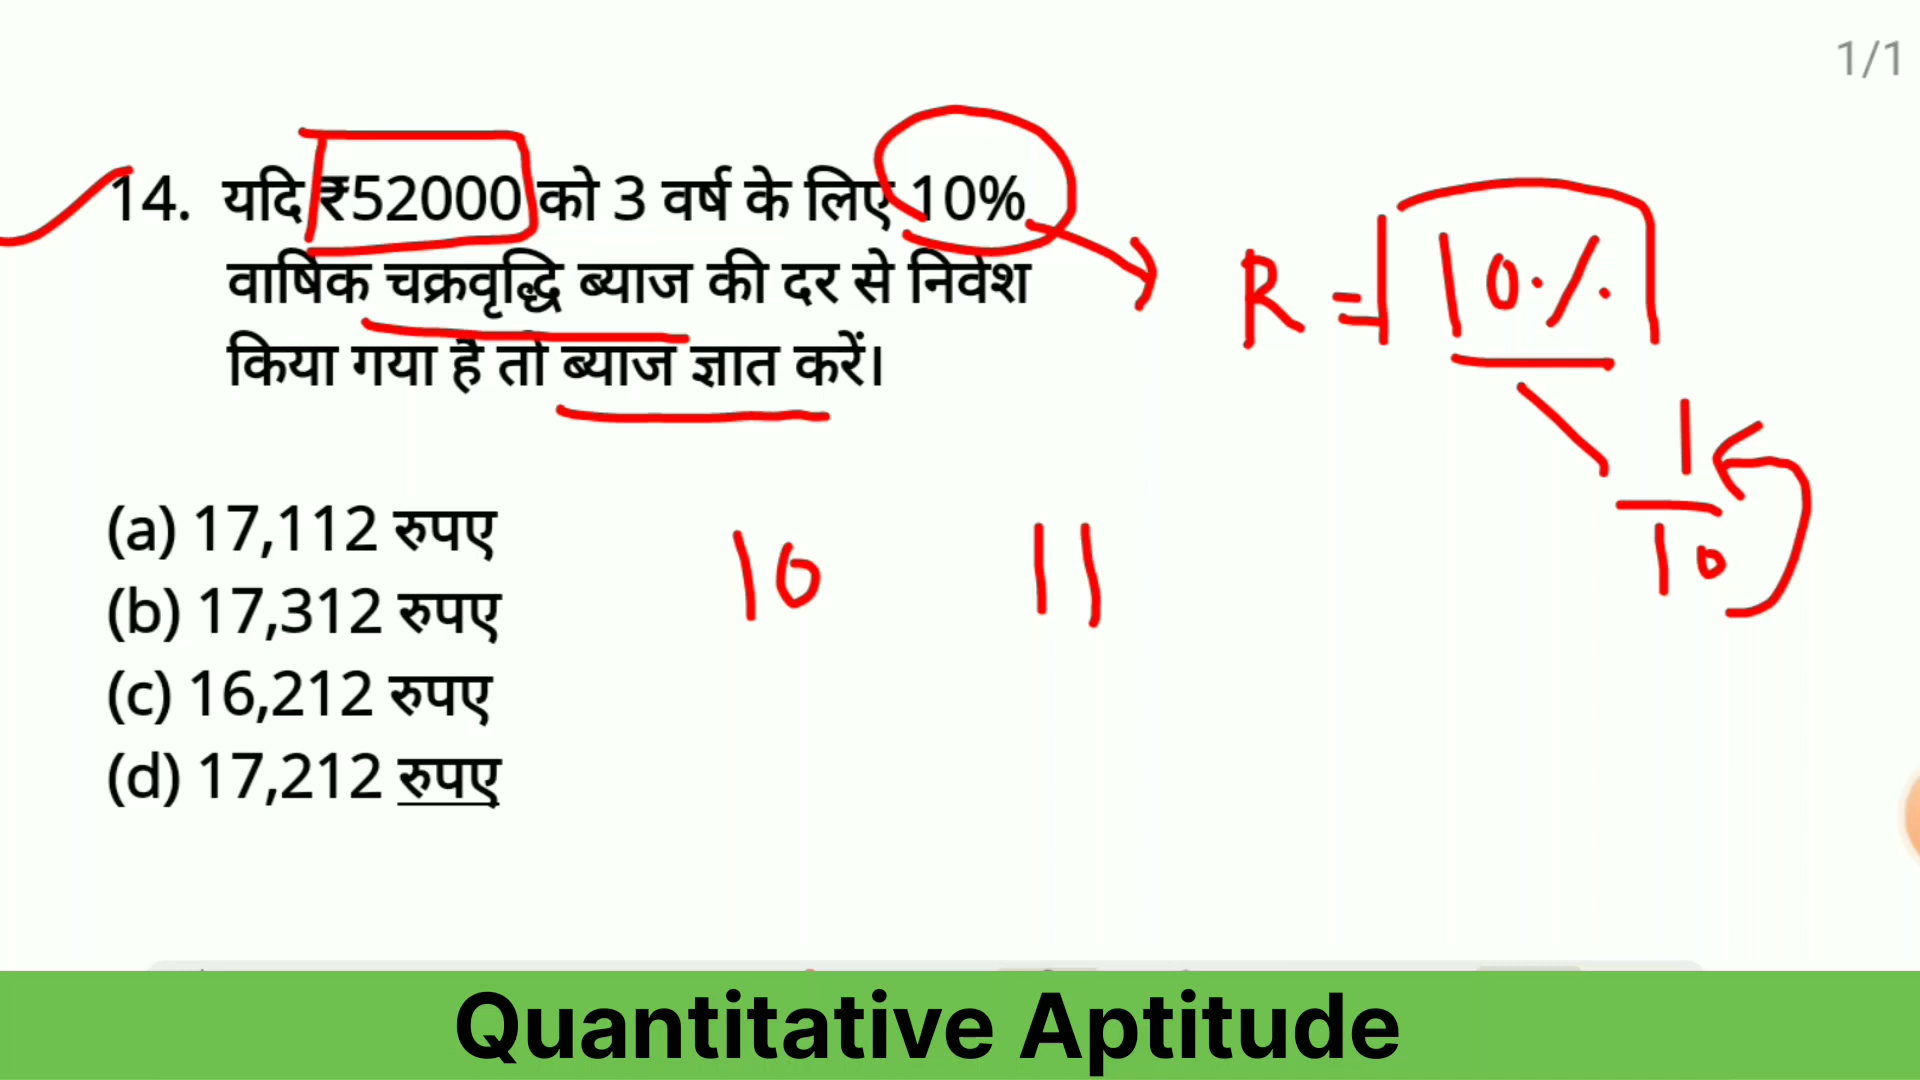 1/1
14. यदि ₹52000 को 3 वर्ष के लिए 10%
वार्षिक चक्रवृद्धि ब्याज की दर से निवेश
किया गया है तो ब्याज ज्ञात करें।
R = 10%
1
10
(a) 17,112 रुपए
10 11
(b) 17,312 रुपए
(c) 16,212 रुपए
(d) 17,212 रुपए
Quantitative Aptitude